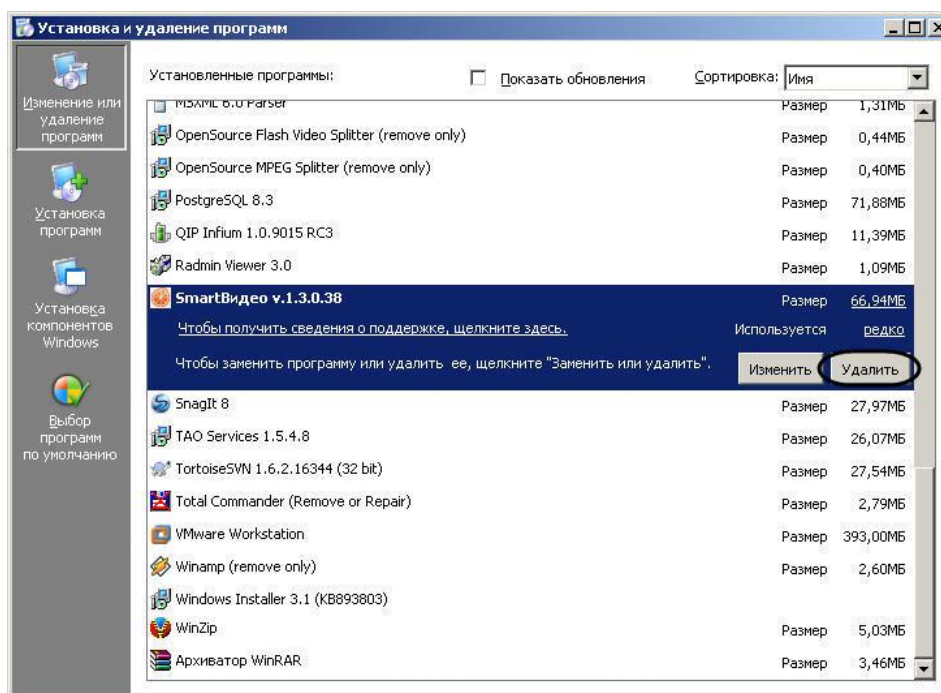 Установка и удаление программ
Изменение или
удаление
программ
Установка
программ
Установка
компонентов
Windows
Выбор
программ
по умолчанию
Установленные программы:
Показать обновления
Сортировка: Имя
MSXML 6.0 Parser Размер 1,31МБ
OpenSource Flash Video Splitter (remove only) Размер 0,44МБ
OpenSource MPEG Splitter (remove only) Размер 0,40МБ
PostgreSQL 8.3 Размер 71,88МБ
QIP Infium 1.0.9015 RC3 Размер 11,39МБ
Radmin Viewer 3.0 Размер 1,09МБ
SmartВидео v.1.3.0.38 Размер 66,94МБ
Чтобы получить сведения о поддержке, щелкните здесь. Используется редко
Чтобы заменить программу или удалить ее, щелкните "Заменить или удалить". Изменить Удалить
SnagIt 8 Размер 27,97МБ
TAO Services 1.5.4.8 Размер 26,07МБ
TortoiseSVN 1.6.2.16344 (32 bit) Размер 27,54МБ
Total Commander (Remove or Repair) Размер 2,79МБ
VMware Workstation Размер 393,00МБ
Winamp (remove only) Размер 2,60МБ
Windows Installer 3.1 (KB893803)
WinZip Размер 5,03МБ
Архиватор WinRAR Размер 3,46МБ